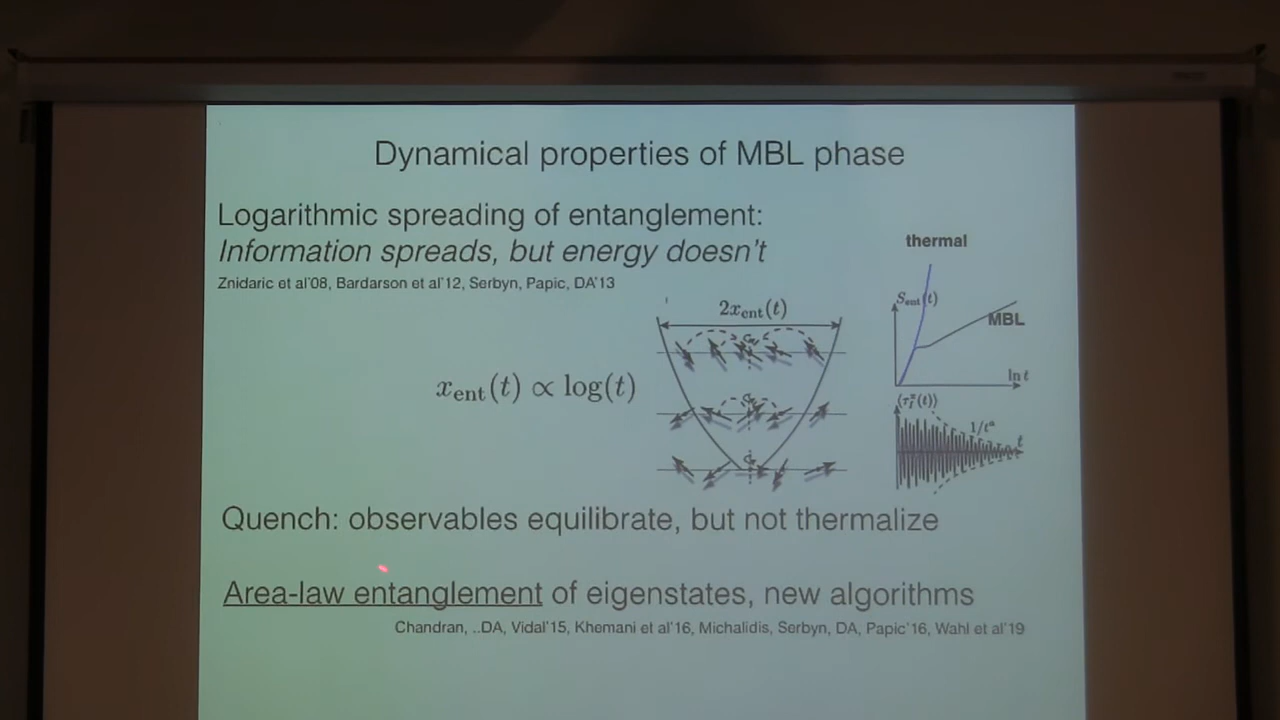 Dynamical properties of MBL phase
Logarithmic spreading of entanglement:
Information spreads, but energy doesn't
Znidaric et al'08, Bardarson et al'12, Serbyn, Papic, DA'13
thermal
S_ent(t)
MBL
ln t
2x_ent(t)
x_ent(t) ∝ log(t)
⟨τ_I^x(t)⟩
1/t^a
t
Quench: observables equilibrate, but not thermalize
Area-law entanglement of eigenstates, new algorithms
Chandran, ..DA, Vidal'15, Khemani et al'16, Michalidis, Serbyn, DA, Papic'16, Wahl et al'19